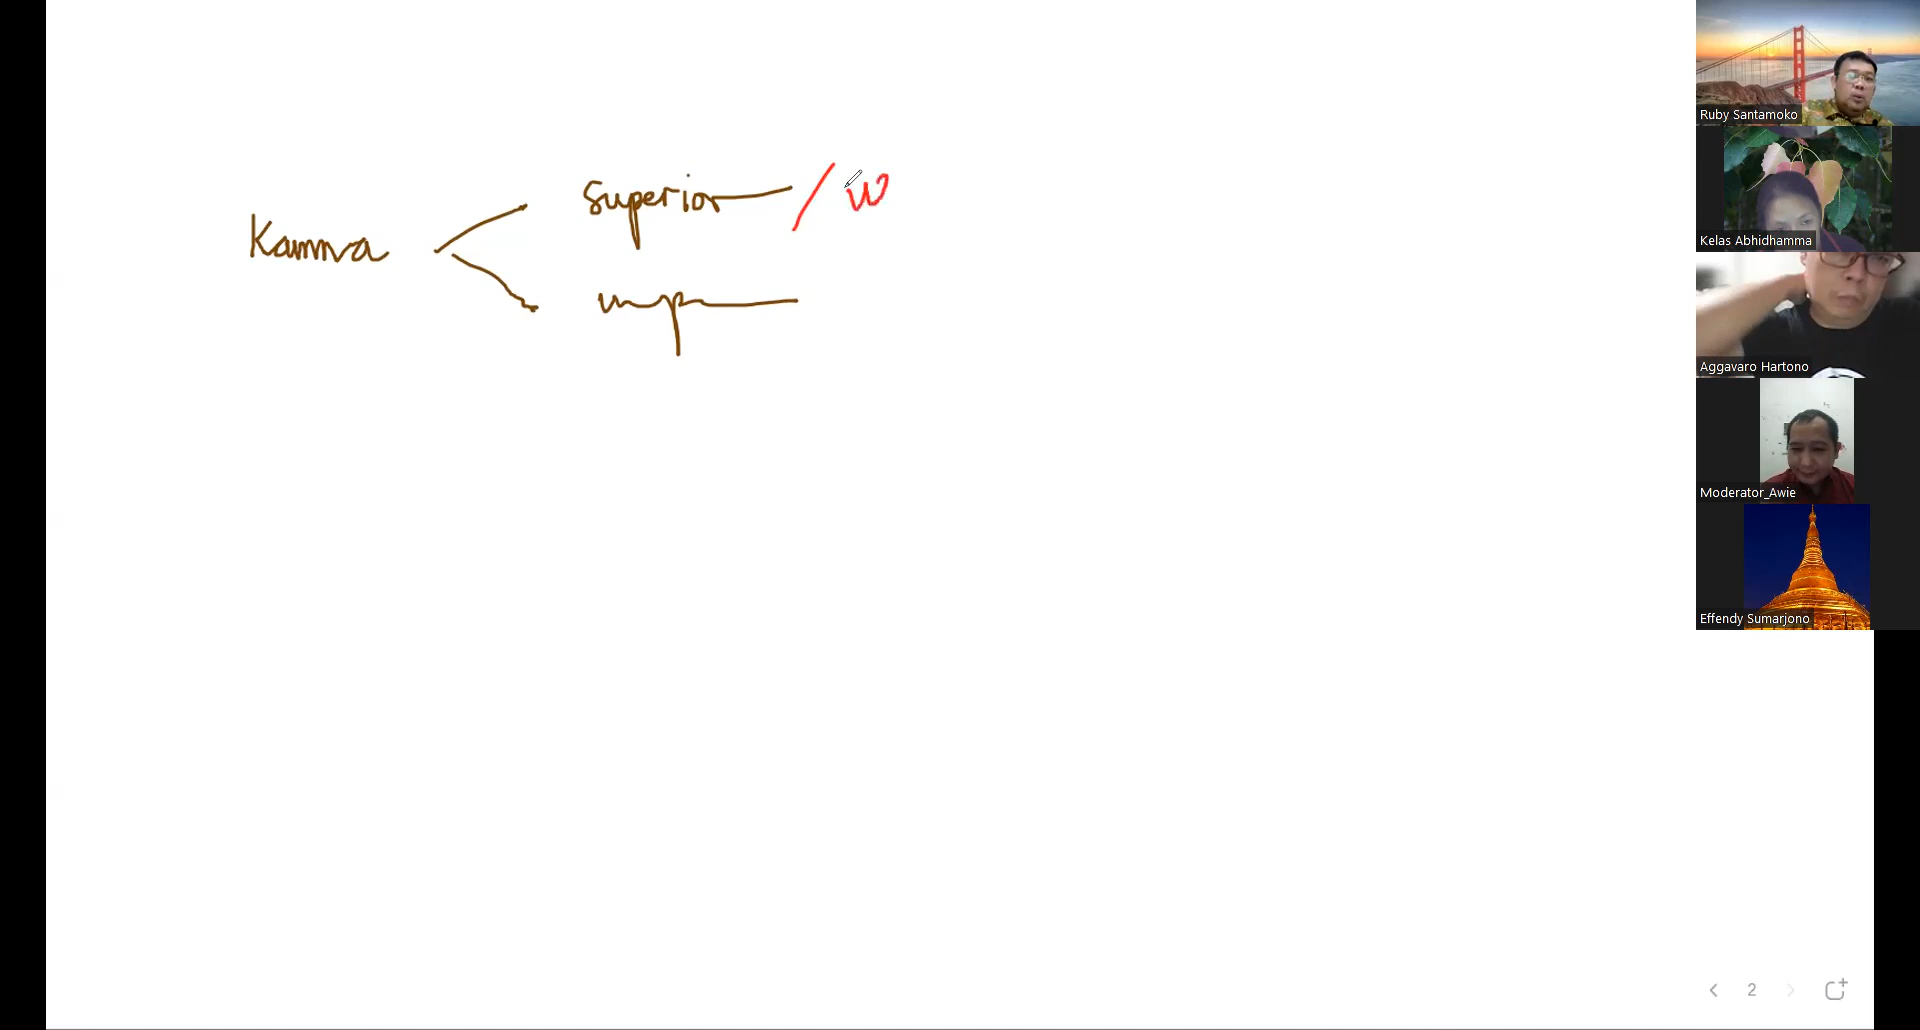 Kamma
superior / W
Ruby Santamoko
Kelas Abhidhamma
Aggavaro Hartono
Moderator_Awie
Effendy Sumarjono
2